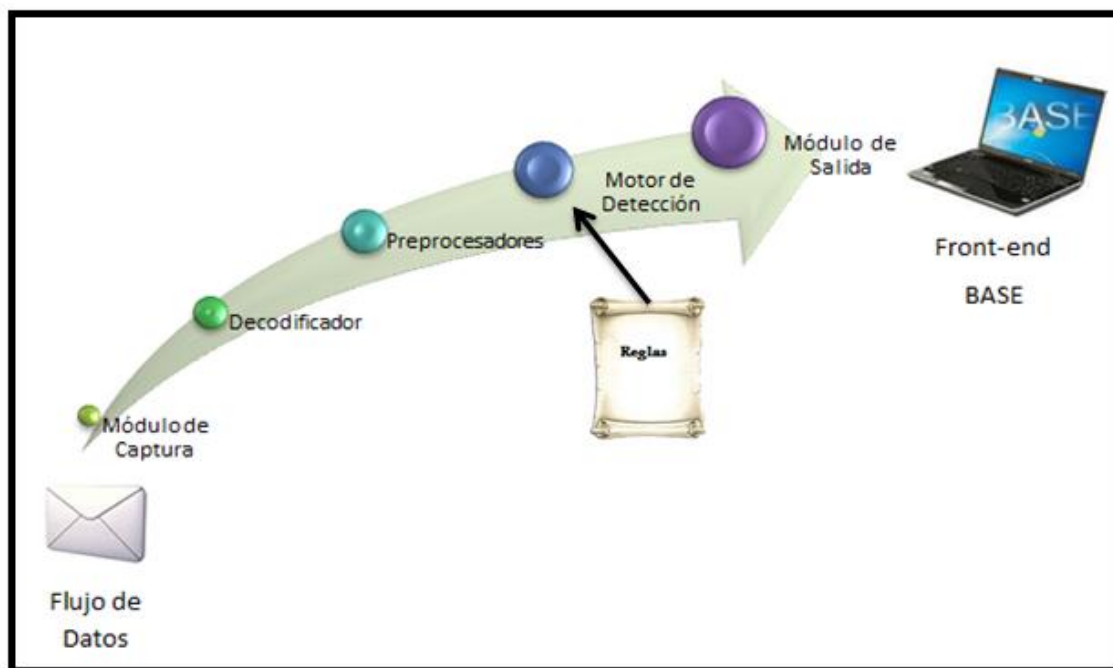 Flujo de
Datos
Módulo de
Captura
Decodificador
Preprocesadores
Motor de
Detección
Reglas
Módulo de
Salida
BASE
Front-end
BASE